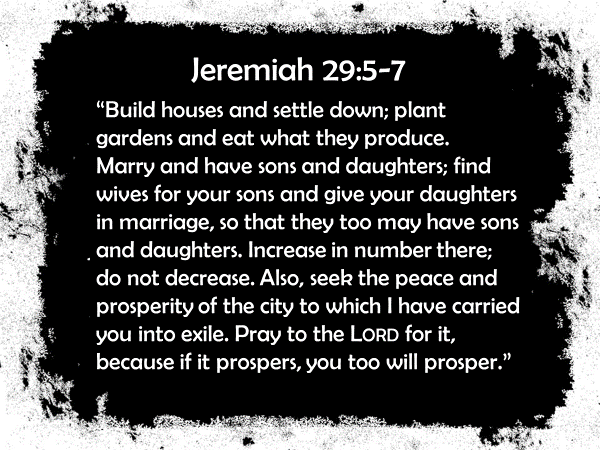 Jeremiah 29:5-7
“Build houses and settle down; plant
gardens and eat what they produce.
Marry and have sons and daughters; find
wives for your sons and give your daughters
in marriage, so that they too may have sons
and daughters. Increase in number there;
do not decrease. Also, seek the peace and
prosperity of the city to which I have carried
you into exile. Pray to the LORD for it,
because if it prospers, you too will prosper.”